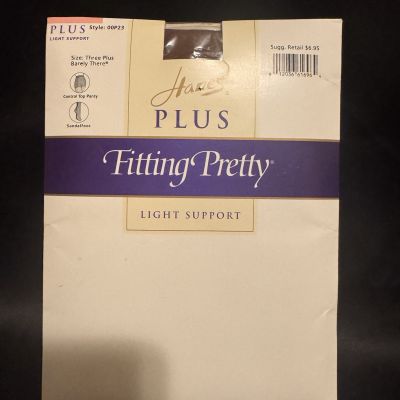 PLUS Style: 00P23
LIGHT SUPPORT
Size: Three Plus
Barely There®
Control Top Panty
Sandalfoot
Sugg. Retail $6.95
Hanes
PLUS
Fitting Pretty®
LIGHT SUPPORT